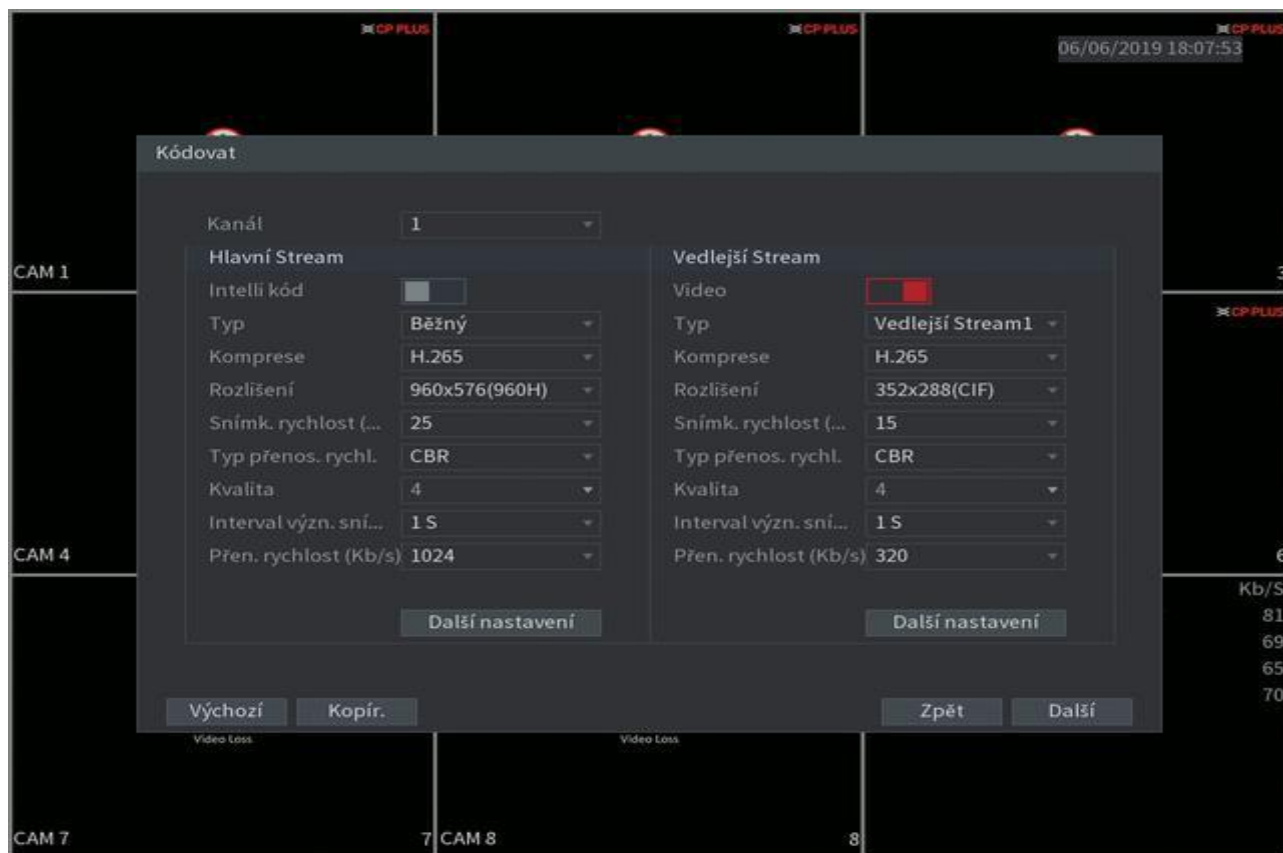 CP PLUS CP PLUS CP PLUS
06/06/2019 18:07:53
Kódovat
Kanál 1
Hlavní Stream
Intelli kód
Typ Běžný
Komprese H.265
Rozlišení 960x576(960H)
Snímk. rychlost (... 25
Typ přenos. rychl. CBR
Kvalita 4
Interval význ. sní... 1 S
Přen. rychlost (Kb/s) 1024
Další nastavení
Vedlejší Stream
Video
Typ Vedlejší Stream1
Komprese H.265
Rozlišení 352x288(CIF)
Snímk. rychlost (... 15
Typ přenos. rychl. CBR
Kvalita 4
Interval význ. sní... 1 S
Přen. rychlost (Kb/s) 320
Další nastavení
Výchozí Kopír. Zpět Další
CAM 1 3
CP PLUS
CAM 4 6
Kb/S
81
69
65
70
Video Loss Video Loss
CAM 7 7 CAM 8 8